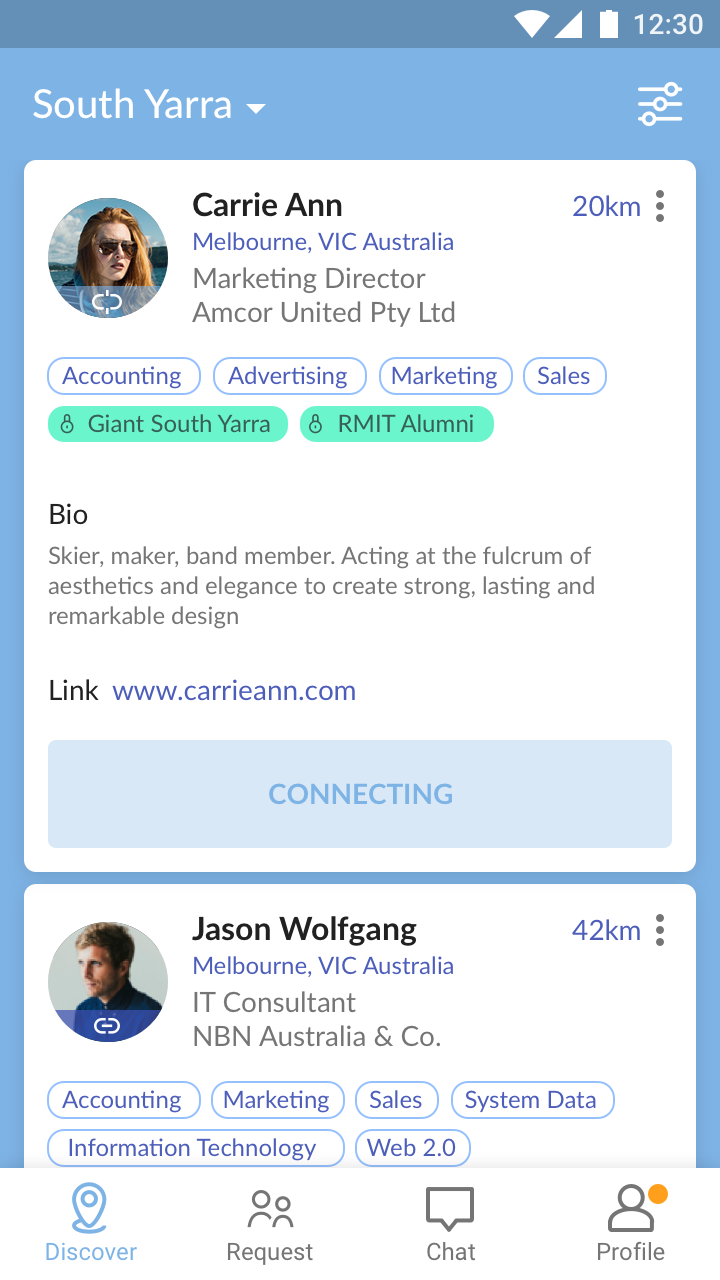 12:30
South Yarra
Carrie Ann 20km
Melbourne, VIC Australia
Marketing Director
Amcor United Pty Ltd
Accounting Advertising Marketing Sales
Giant South Yarra RMIT Alumni
Bio
Skier, maker, band member. Acting at the fulcrum of
aesthetics and elegance to create strong, lasting and
remarkable design
Link www.carrieann.com
CONNECTING
Jason Wolfgang 42km
Melbourne, VIC Australia
IT Consultant
NBN Australia & Co.
Accounting Marketing Sales System Data
Information Technology Web 2.0
Discover Request Chat Profile